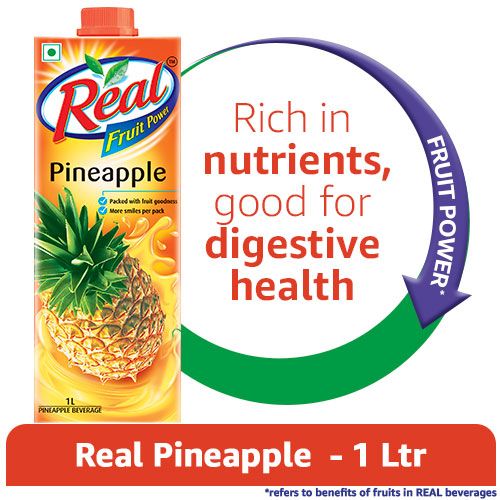 Real™
Fruit Power
Pineapple
Packed with fruit goodness
More smiles per pack
1L
PINEAPPLE BEVERAGE
Rich in
nutrients,
good for
digestive
health
FRUIT POWER*
Real Pineapple - 1 Ltr
*refers to benefits of fruits in REAL beverages